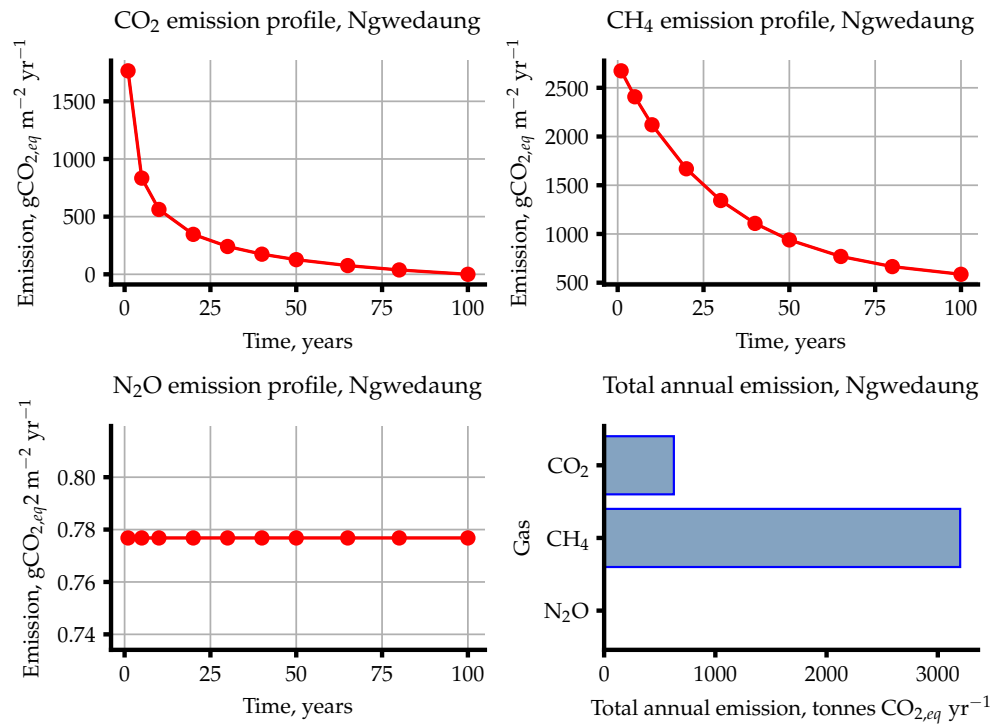 CO₂ emission profile, Ngwedaung
Emission, gCO₂,eq m⁻² yr⁻¹
1500
1000
500
0
0 25 50 75 100
Time, years
CH₄ emission profile, Ngwedaung
Emission, gCO₂,eq m⁻² yr⁻¹
2500
2000
1500
1000
500
0 25 50 75 100
Time, years
N₂O emission profile, Ngwedaung
Emission, gCO₂,eq2 m⁻² yr⁻¹
0.80
0.78
0.76
0.74
0 25 50 75 100
Time, years
Total annual emission, Ngwedaung
Gas
CO₂
CH₄
N₂O
0 1000 2000 3000
Total annual emission, tonnes CO₂,eq yr⁻¹